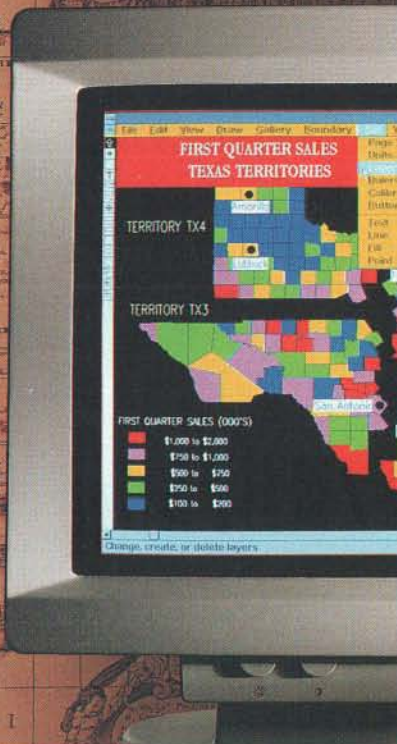 File Edit View Draw Gallery Boundary
FIRST QUARTER SALES
TEXAS TERRITORIES
Page
Units
Rulers
Button
Text
Line
Fill
Point
Amarillo
TERRITORY TX4
Lubbock
TERRITORY TX3
San Antonio
FIRST QUARTER SALES (000'S)
$1,000 to $2,000
$750 to $1,000
$500 to $750
$250 to $500
$100 to $200
Change, create, or delete layers